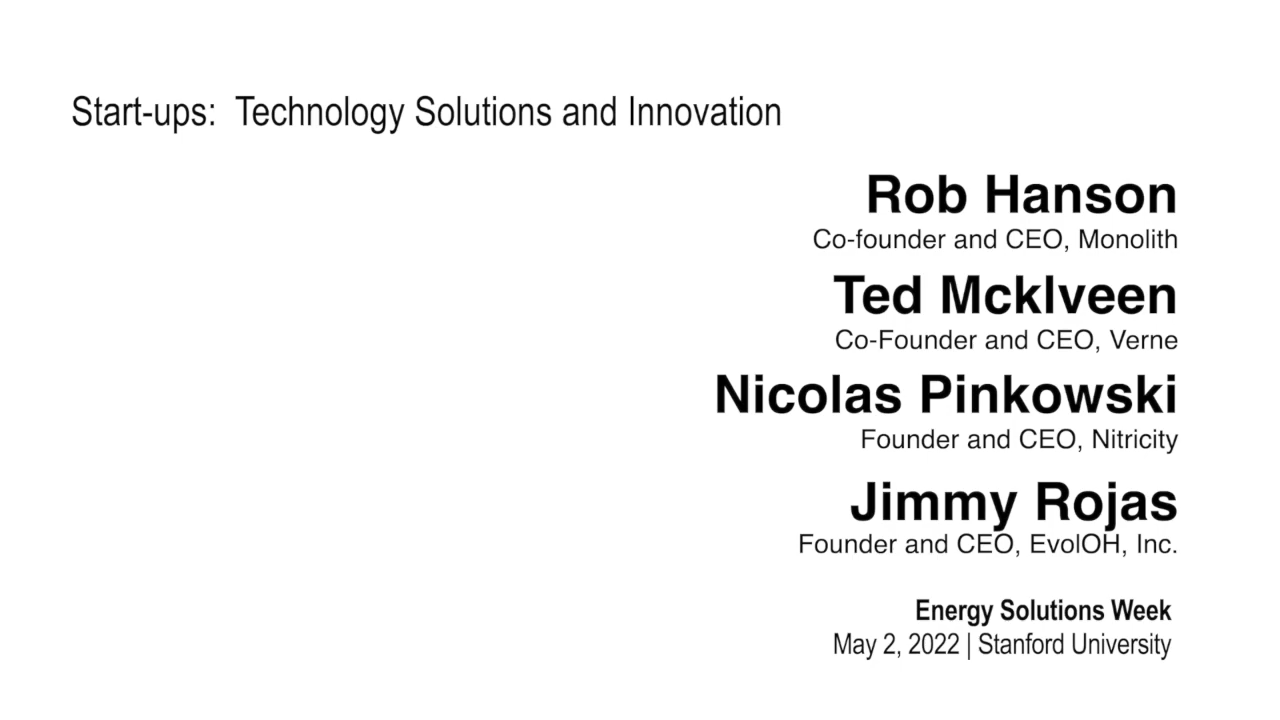 Start-ups:  Technology Solutions and Innovation
Rob Hanson
Co-founder and CEO, Monolith
Ted McKlveen
Co-Founder and CEO, Verne
Nicolas Pinkowski
Founder and CEO, Nitricity
Jimmy Rojas
Founder and CEO, EvolOH, Inc.
Energy Solutions Week
May 2, 2022 | Stanford University